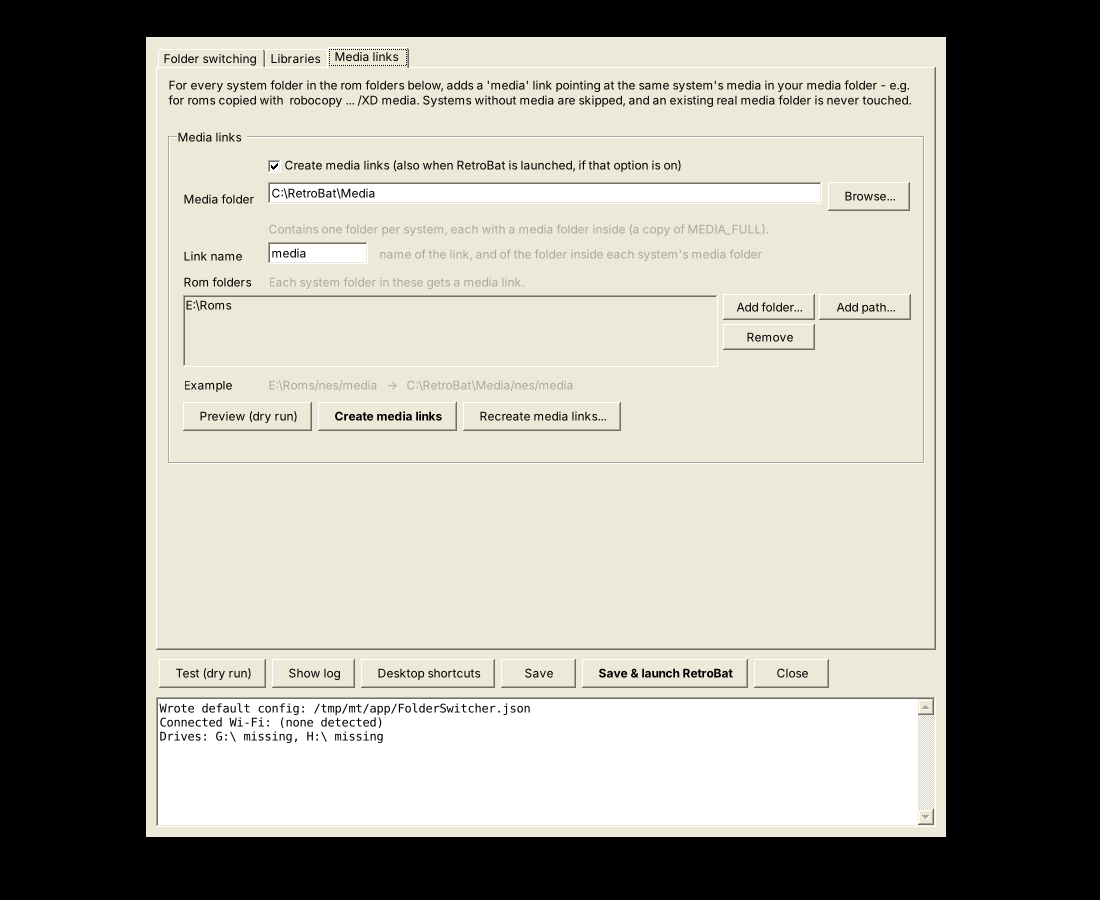 Folder switching Libraries Media links
For every system folder in the rom folders below, adds a 'media' link pointing at the same system's media in your media folder - e.g.
for roms copied with  robocopy ... /XD media. Systems without media are skipped, and an existing real media folder is never touched.
Media links
Create media links (also when RetroBat is launched, if that option is on)
Media folder C:\RetroBat\Media Browse...
Contains one folder per system, each with a media folder inside (a copy of MEDIA_FULL).
Link name media name of the link, and of the folder inside each system's media folder
Rom folders Each system folder in these gets a media link.
E:\Roms Add folder... Add path...
Remove
Example E:\Roms/nes/media → C:\RetroBat\Media/nes/media
Preview (dry run) Create media links Recreate media links...
Test (dry run) Show log Desktop shortcuts Save Save & launch RetroBat Close
Wrote default config: /tmp/mt/app/FolderSwitcher.json
Connected Wi-Fi: (none detected)
Drives: G:\ missing, H:\ missing